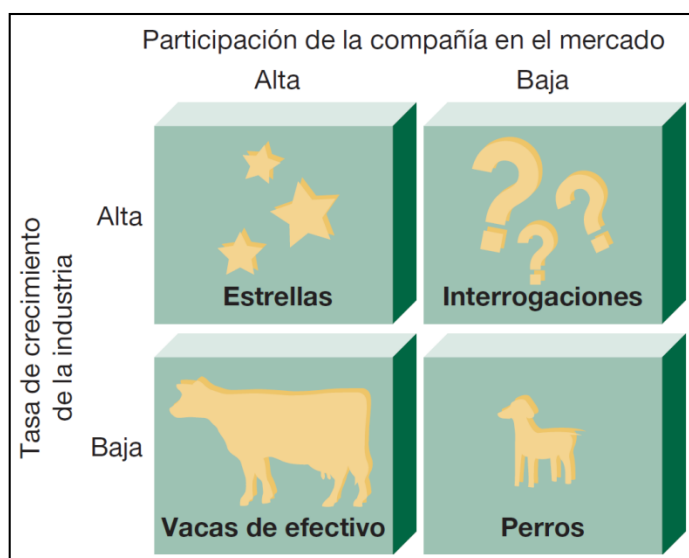 Participación de la compañía en el mercado
Alta
Baja
Tasa de crecimiento
de la industria
Alta
Estrellas
Interrogaciones
Baja
Vacas de efectivo
Perros